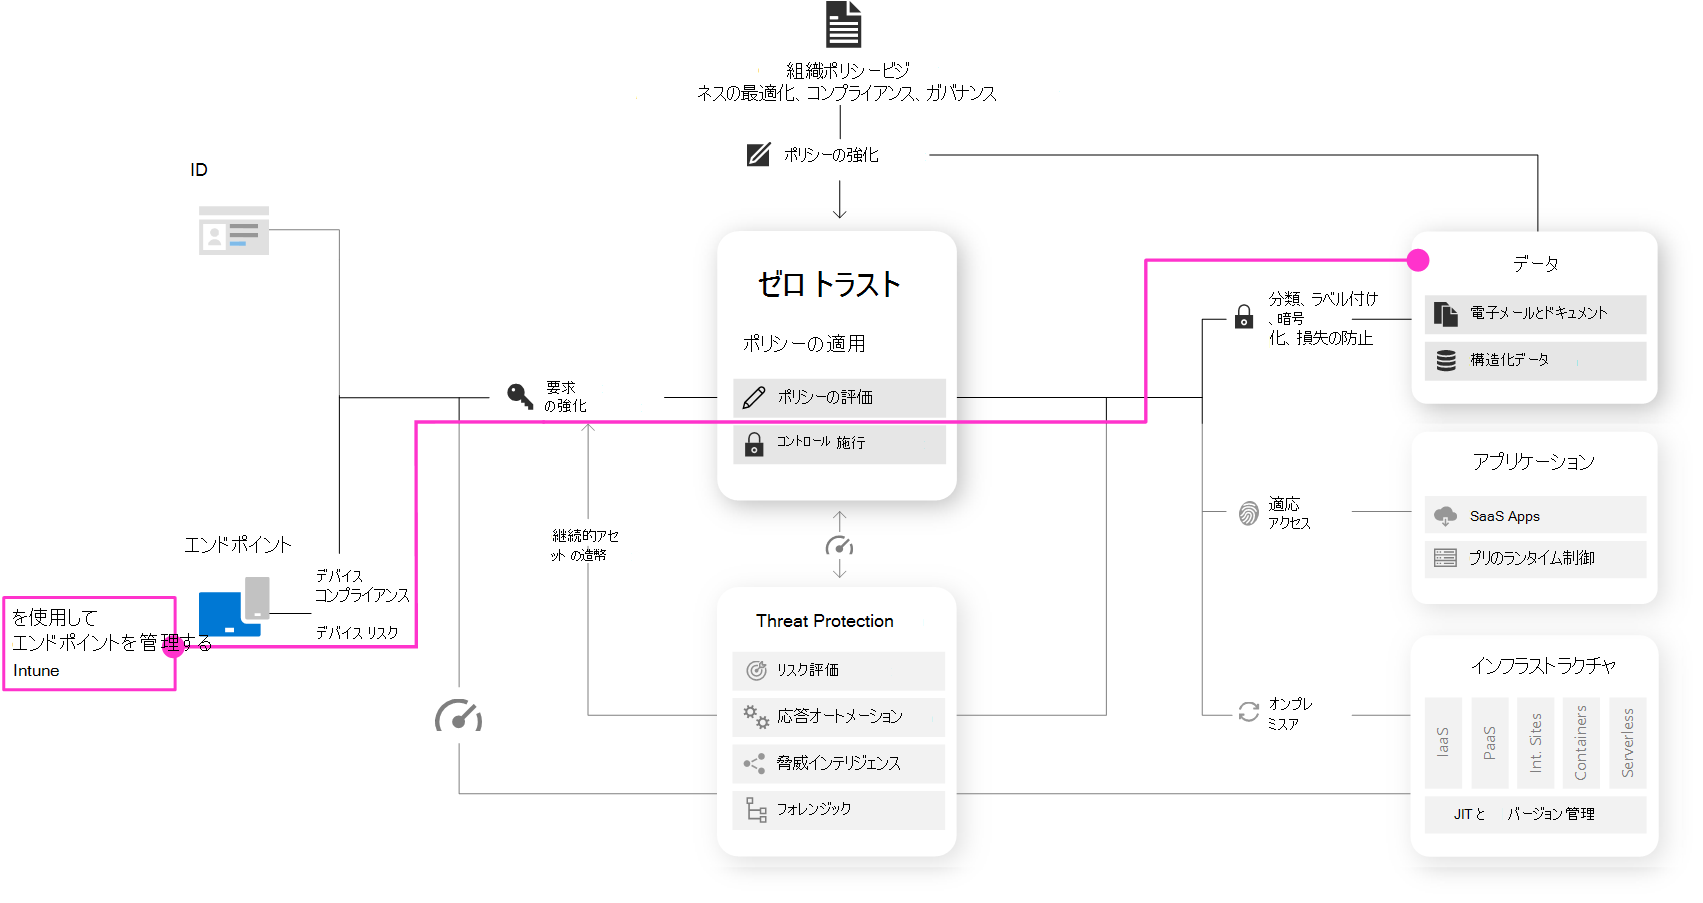 組織ポリシービジ
ネスの最適化、コンプライアンス、ガバナンス
ポリシーの強化
ID
ゼロ トラスト
ポリシーの適用
ポリシーの評価
コントロール 施行
要求
の強化
データ
電子メールとドキュメント
構造化データ
分類、ラベル付け
、暗号
化、損失の防止
アプリケーション
SaaS Apps
プリのランタイム制御
適応
アクセス
継続的アセ
ット の造幣
エンドポイント
デバイス
コンプライアンス
デバイス リスク
を使用して
エンドポイントを管理する
Intune
Threat Protection
リスク評価
応答オートメーション
脅威インテリジェンス
フォレンジック
オンプレ
ミスア
インフラストラクチャ
IaaS
PaaS
Int. Sites
Containers
Serverless
JITと バージョン管理